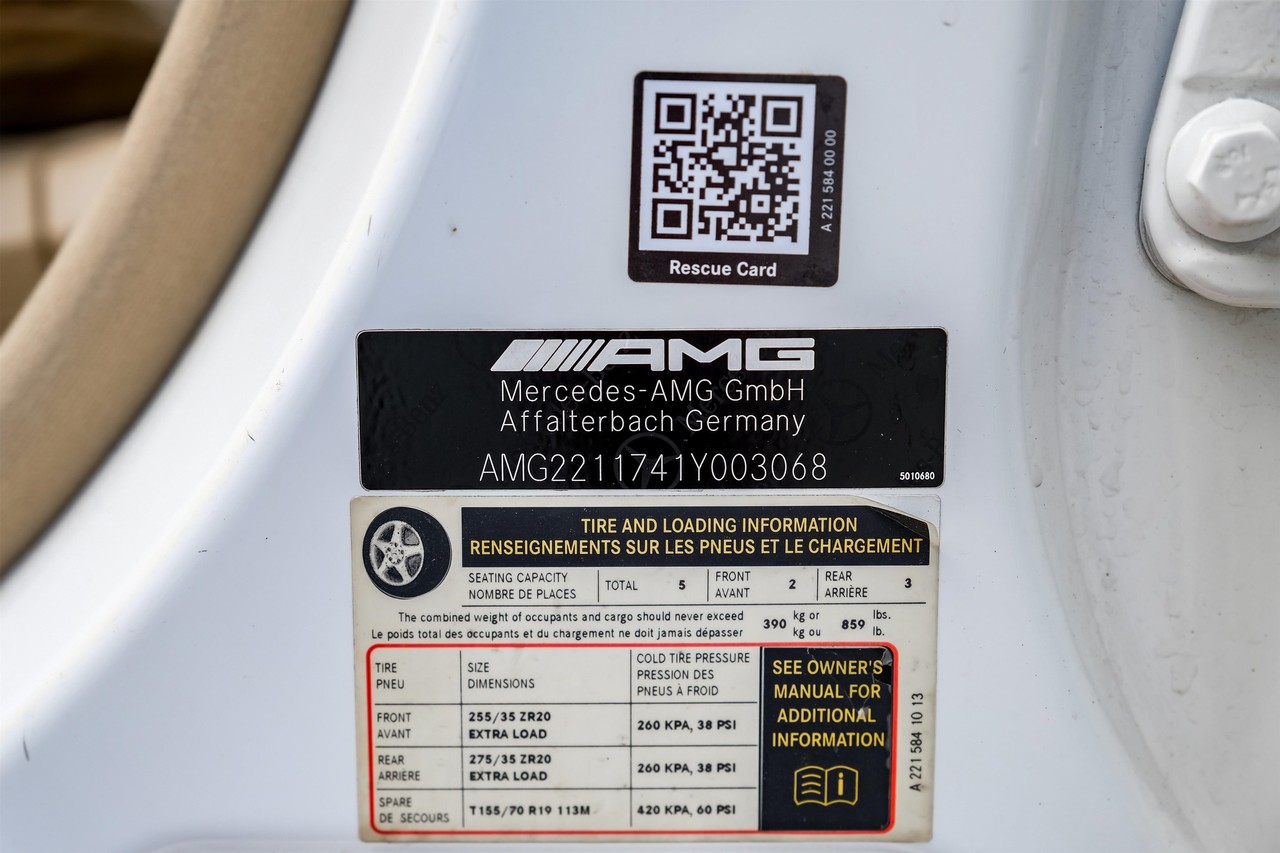 A 221 584 00 00
Rescue Card
AMG
Mercedes-AMG GmbH
Affalterbach Germany
AMG2211741Y003068
5010680
TIRE AND LOADING INFORMATION
RENSEIGNEMENTS SUR LES PNEUS ET LE CHARGEMENT
SEATING CAPACITY
NOMBRE DE PLACES
TOTAL 5
FRONT
AVANT
2
REAR
ARRIÈRE
3
The combined weight of occupants and cargo should never exceed
Le poids total des occupants et du chargement ne doit jamais dépasser
390
kg or
kg ou
859
lbs.
lb.
TIRE
PNEU
SIZE
DIMENSIONS
COLD TIRE PRESSURE
PRESSION DES
PNEUS À FROID
FRONT
AVANT
255/35 ZR20
EXTRA LOAD
260 KPA, 38 PSI
REAR
ARRIÈRE
275/35 ZR20
EXTRA LOAD
260 KPA, 38 PSI
SPARE
DE SECOURS
T155/70 R19 113M
420 KPA, 60 PSI
SEE OWNER'S
MANUAL FOR
ADDITIONAL
INFORMATION
A 221 584 10 13